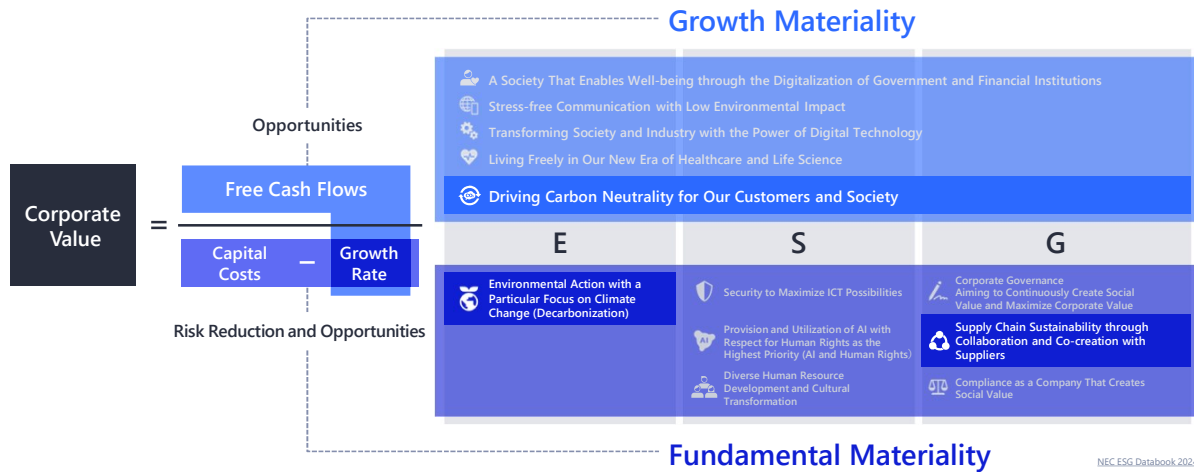 Growth Materiality
A Society That Enables Well-being through the Digitalization of Government and Financial Institutions
Stress-free Communication with Low Environmental Impact
Transforming Society and Industry with the Power of Digital Technology
Living Freely in Our New Era of Healthcare and Life Science
Driving Carbon Neutrality for Our Customers and Society
Opportunities
Corporate
Value
=
Free Cash Flows
Capital
Costs
−
Growth
Rate
Risk Reduction and Opportunities
E
S
G
Environmental Action with a
Particular Focus on Climate
Change (Decarbonization)
Security to Maximize ICT Possibilities
AI
Provision and Utilization of AI with
Respect for Human Rights as the
Highest Priority (AI and Human Rights)
Diverse Human Resource
Development and Cultural
Transformation
Corporate Governance
Aiming to Continuously Create Social
Value and Maximize Corporate Value
Supply Chain Sustainability through
Collaboration and Co-creation with
Suppliers
Compliance as a Company That Creates
Social Value
Fundamental Materiality
NEC ESG Databook 2024